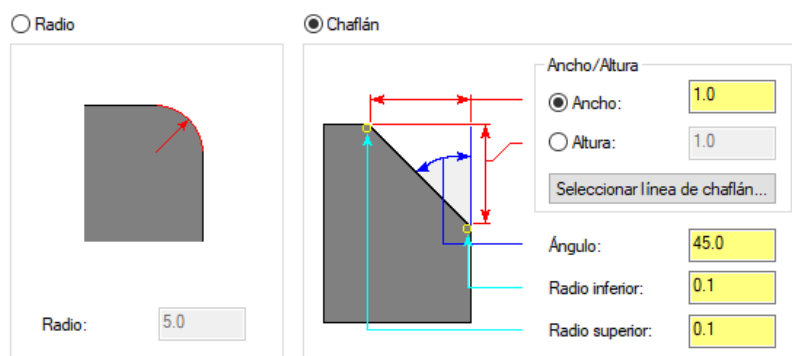 Radio
Chaflán
Ancho/Altura
Ancho: 1.0
Altura: 1.0
Seleccionar línea de chaflán...
Ángulo: 45.0
Radio inferior: 0.1
Radio: 5.0
Radio superior: 0.1